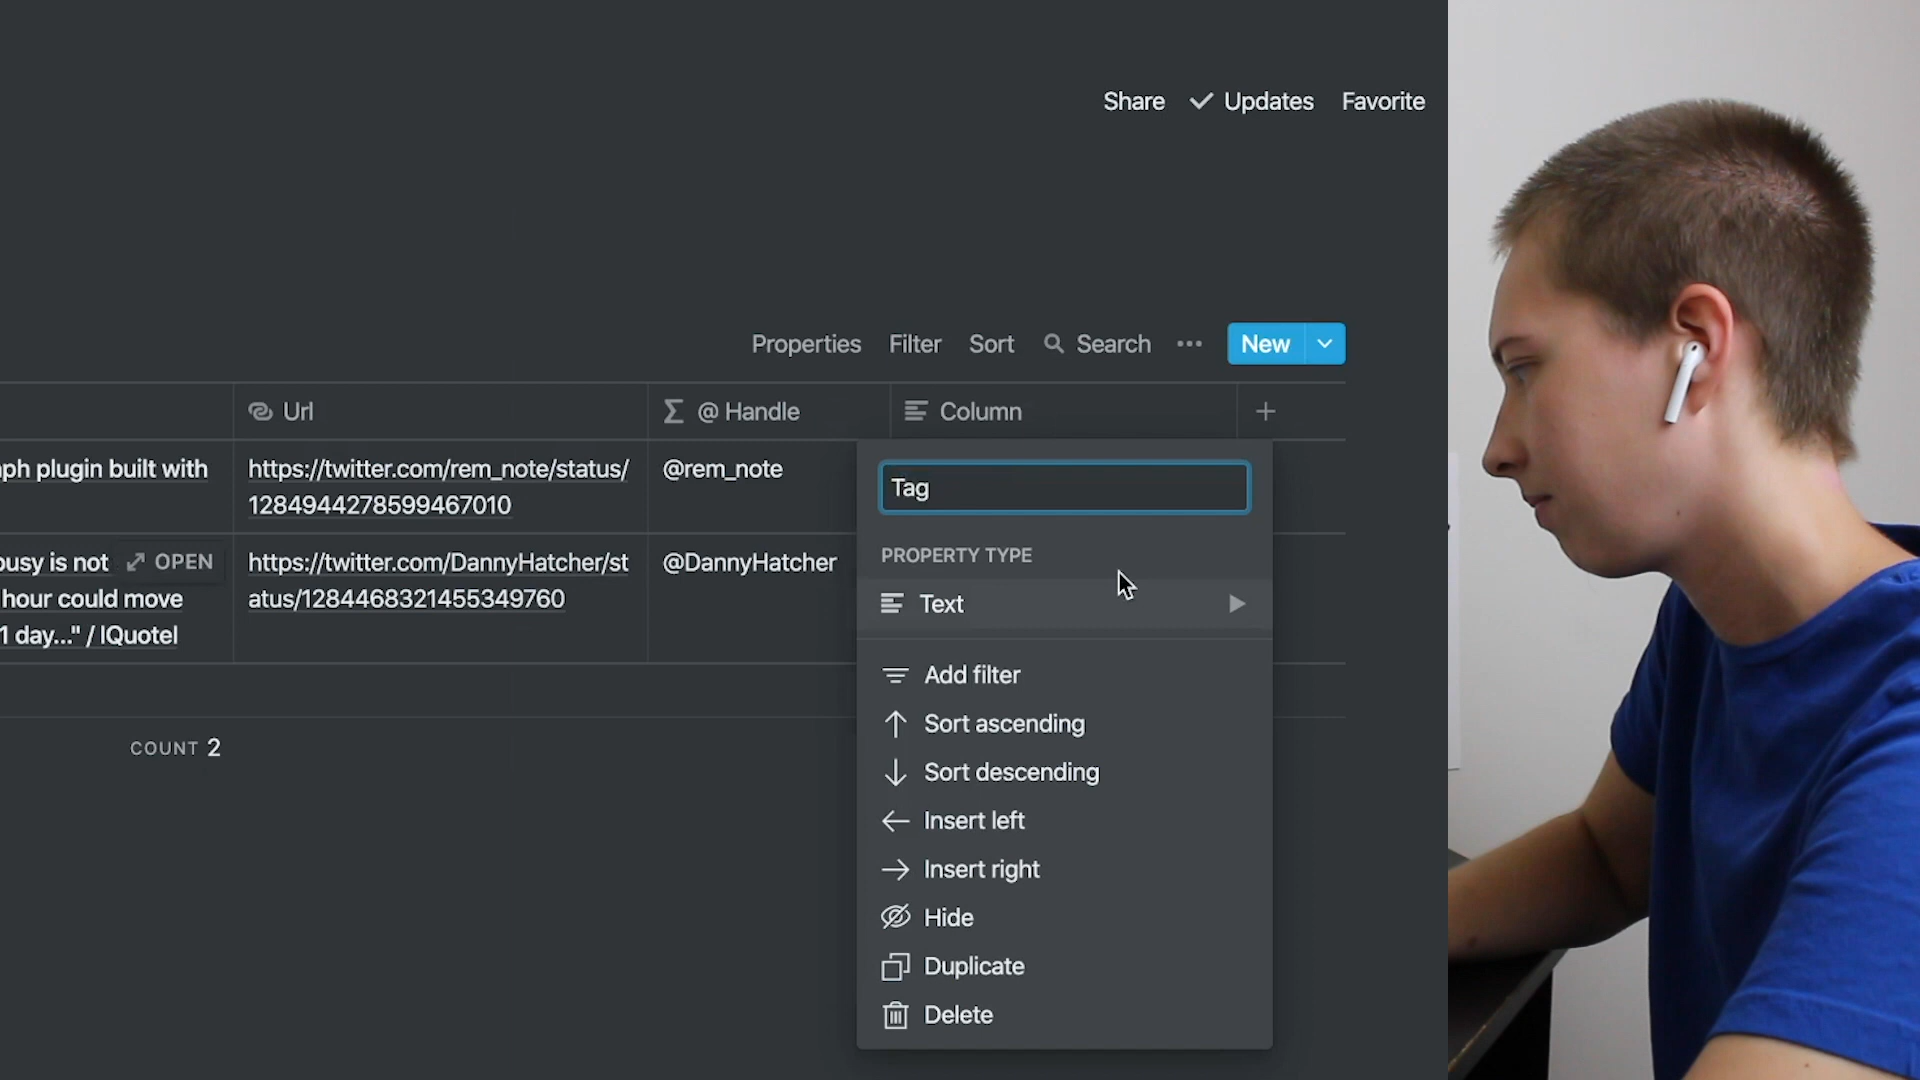 Share Updates Favorite
Properties Filter Sort Search New
Url @ Handle Column
ph plugin built with
https://twitter.com/rem_note/status/
1284944278599467010
@rem_note
Tag
PROPERTY TYPE
Text
busy is not
OPEN
hour could move
1 day..." / IQuotel
https://twitter.com/DannyHatcher/st
atus/1284468321455349760
@DannyHatcher
Add filter
Sort ascending
Sort descending
Insert left
Insert right
Hide
Duplicate
Delete
COUNT 2